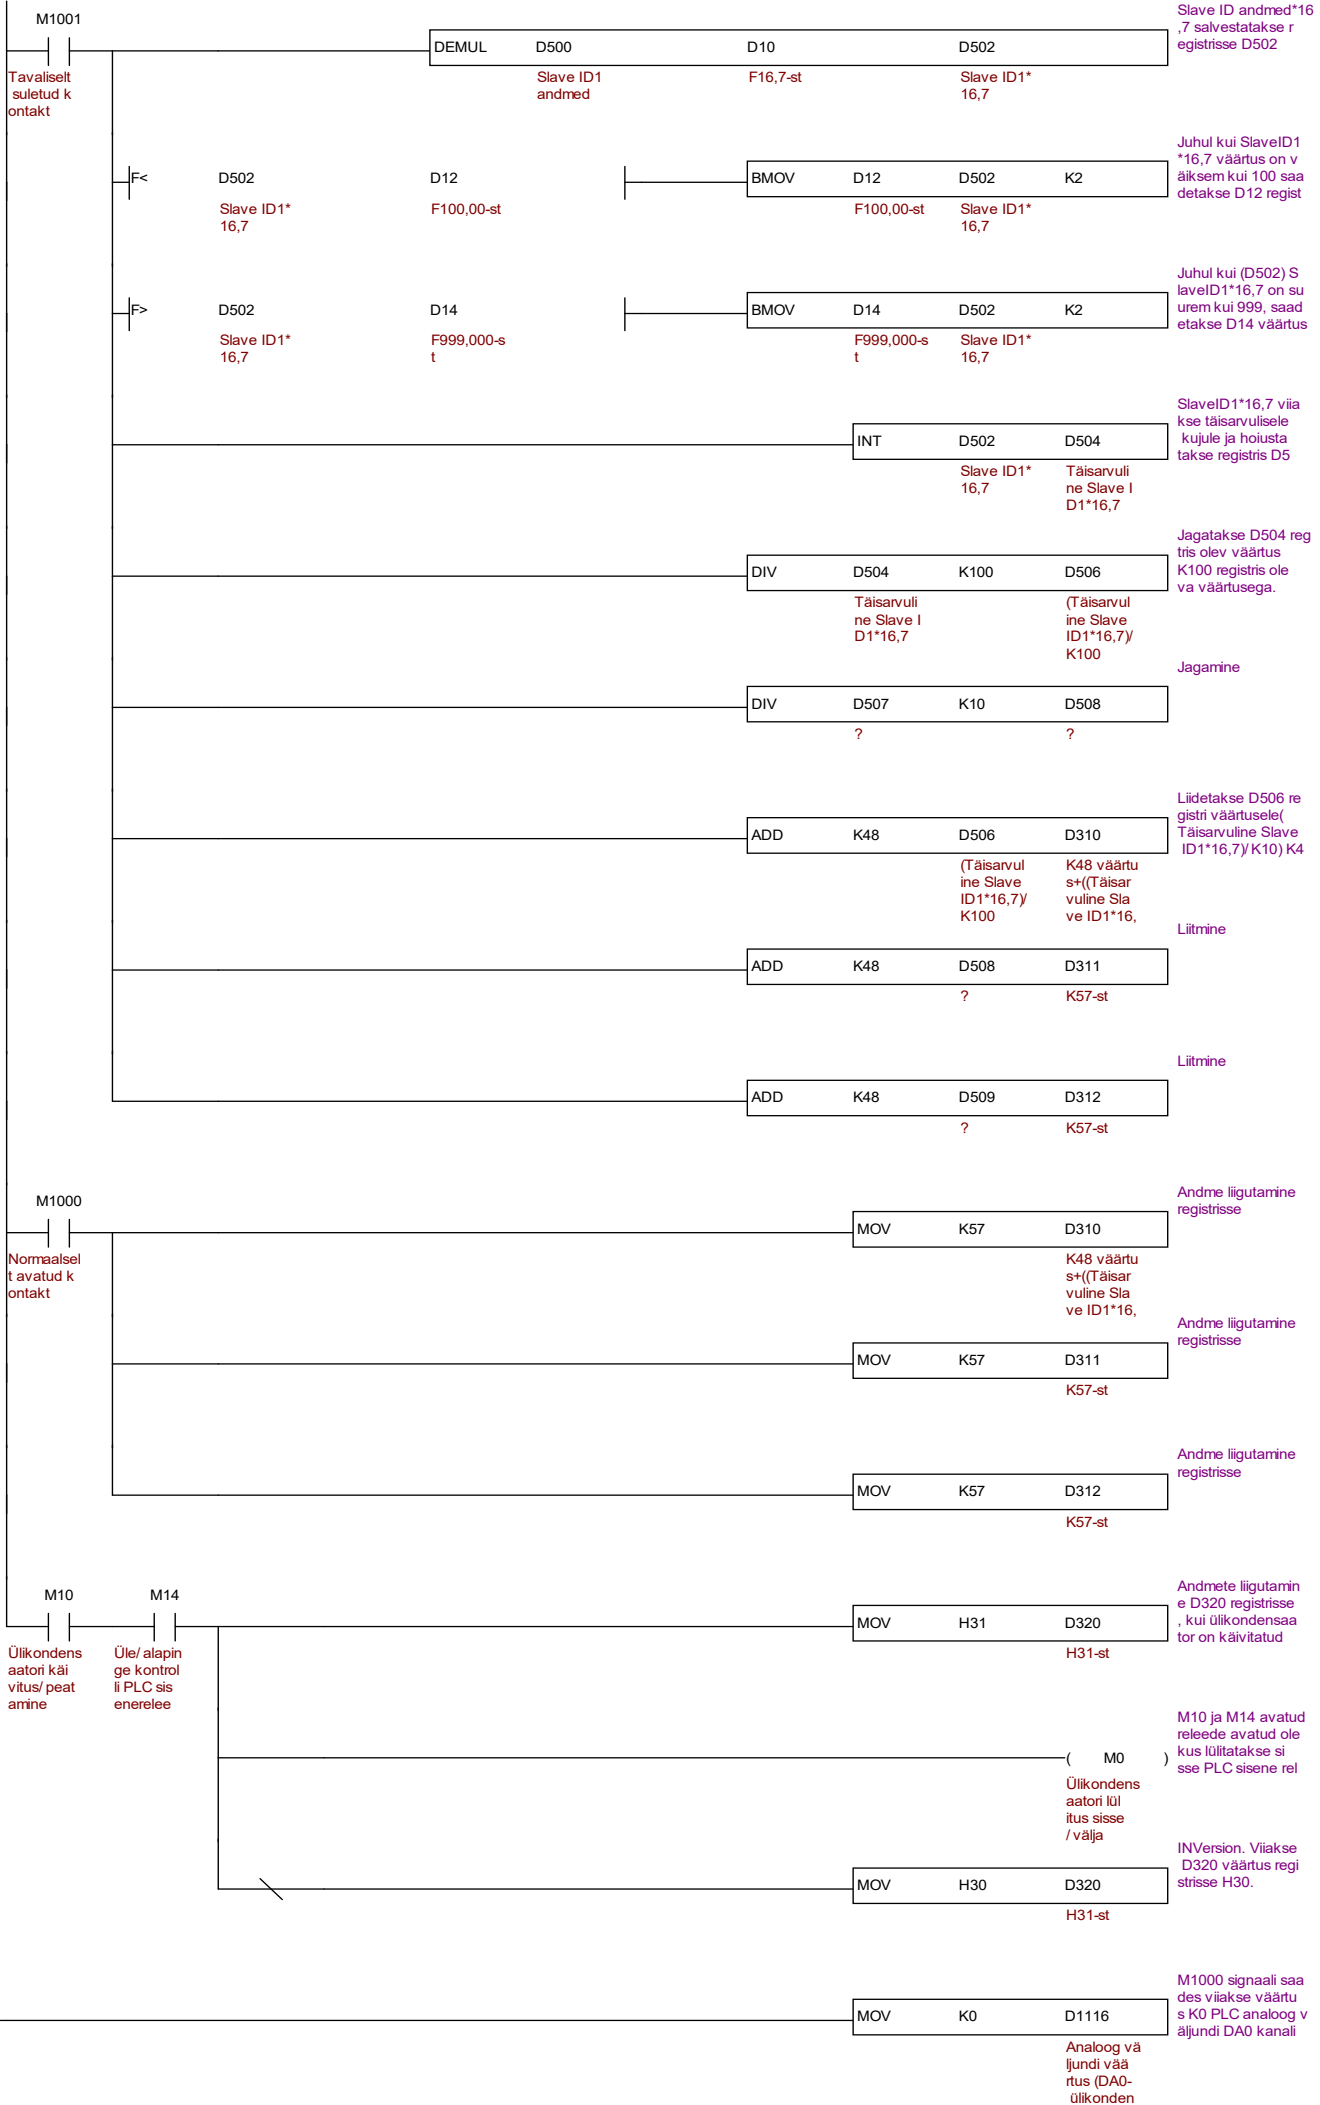 M1001
Tavaliselt
suletud k
ontakt
DEMUL D500 D10 D502
Slave ID1
andmed
F16,7-st
Slave ID1*
16,7
Slave ID andmed*16
,7 salvestatakse r
egistrisse D502
F< D502 D12
Slave ID1*
16,7
F100,00-st
BMOV D12 D502 K2
F100,00-st
Slave ID1*
16,7
Juhul kui SlaveID1
*16,7 väärtus on v
äiksem kui 100 saa
detakse D12 regist
F> D502 D14
Slave ID1*
16,7
F999,000-s
t
BMOV D14 D502 K2
F999,000-s
t
Slave ID1*
16,7
Juhul kui (D502) S
laveID1*16,7 on su
urem kui 999, saad
etakse D14 väärtus
INT D502 D504
Slave ID1*
16,7
Täisarvuli
ne Slave I
D1*16,7
SlaveID1*16,7 viia
kse täisarvulisele
kujule ja hoiusta
takse registris D5
DIV D504 K100 D506
Täisarvuli
ne Slave I
D1*16,7
(Täisarvul
ine Slave
ID1*16,7)/
K100
Jagatakse D504 reg
tris olev väärtus
K100 registris ole
va väärtusega.
DIV D507 K10 D508
? ?
Jagamine
ADD K48 D506 D310
(Täisarvul
ine Slave
ID1*16,7)/
K100
K48 väärtu
s+((Täisar
vuline Sla
ve ID1*16,
Liidetakse D506 re
gistri väärtusele(
Täisarvuline Slave
ID1*16,7)/ K10) K4
ADD K48 D508 D311
? K57-st
Liitmine
ADD K48 D509 D312
? K57-st
Liitmine
M1000
Normaalsel
t avatud k
ontakt
MOV K57 D310
K48 väärtu
s+((Täisar
vuline Sla
ve ID1*16,
Andme liigutamine
registrisse
MOV K57 D311
K57-st
Andme liigutamine
registrisse
MOV K57 D312
K57-st
Andme liigutamine
registrisse
M10 M14
Ülikondens
aatori käi
vitus/ peat
amine
Üle/ alapin
ge kontrol
li PLC sis
enerelee
MOV H31 D320
H31-st
Andmete liigutamin
e D320 registrisse
, kui ülikondensaa
tor on käivitatud
( M0 )
Ülikondens
aatori lül
itus sisse
/ välja
M10 ja M14 avatud
releede avatud ole
kus lülitatakse si
sse PLC sisene rel
MOV H30 D320
H31-st
INVersion. Viiakse
D320 väärtus regi
strisse H30.
MOV K0 D1116
Analoog vä
ljundi vää
rtus (DA0-
ülikonden
M1000 signaali saa
des viiakse väärtu
s K0 PLC analoog v
äljundi DA0 kanali